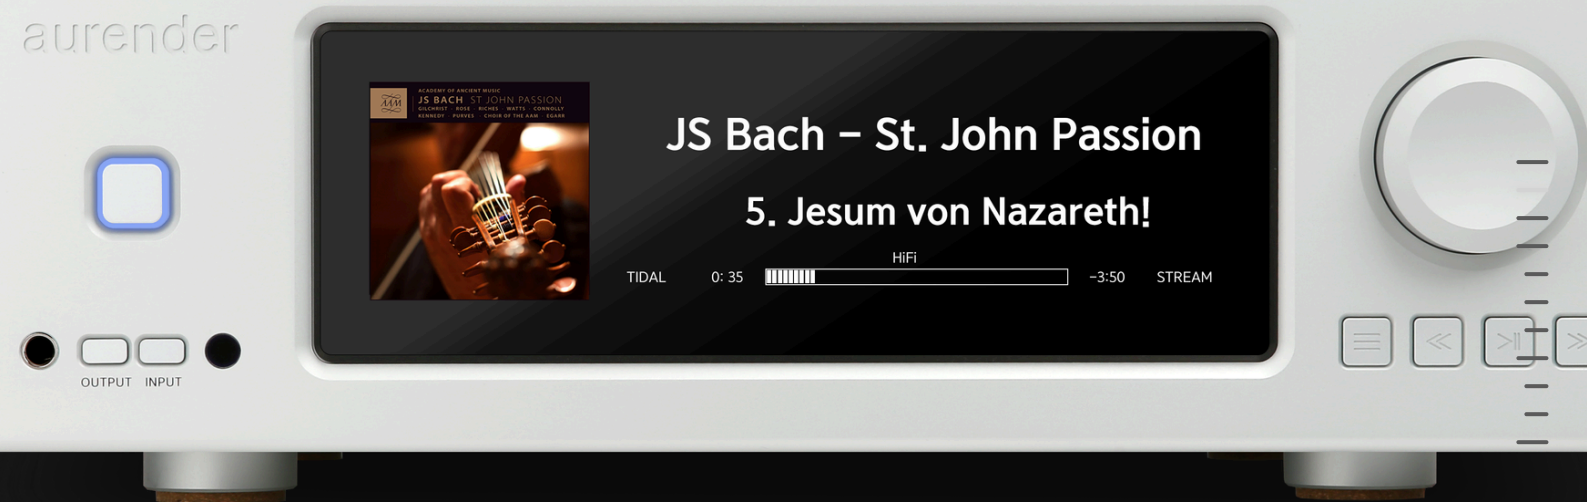 aurender
ACADEMY OF ANCIENT MUSIC
AAM
JS BACH ST JOHN PASSION
GILCHRIST · ROSE · RICHES · WATTS · CONNOLLY
KENNEDY · PURVES · CHOIR OF THE AAM · EGARR
JS Bach – St. John Passion
5. Jesum von Nazareth!
HiFi
TIDAL 0: 35 –3:50 STREAM
OUTPUT INPUT